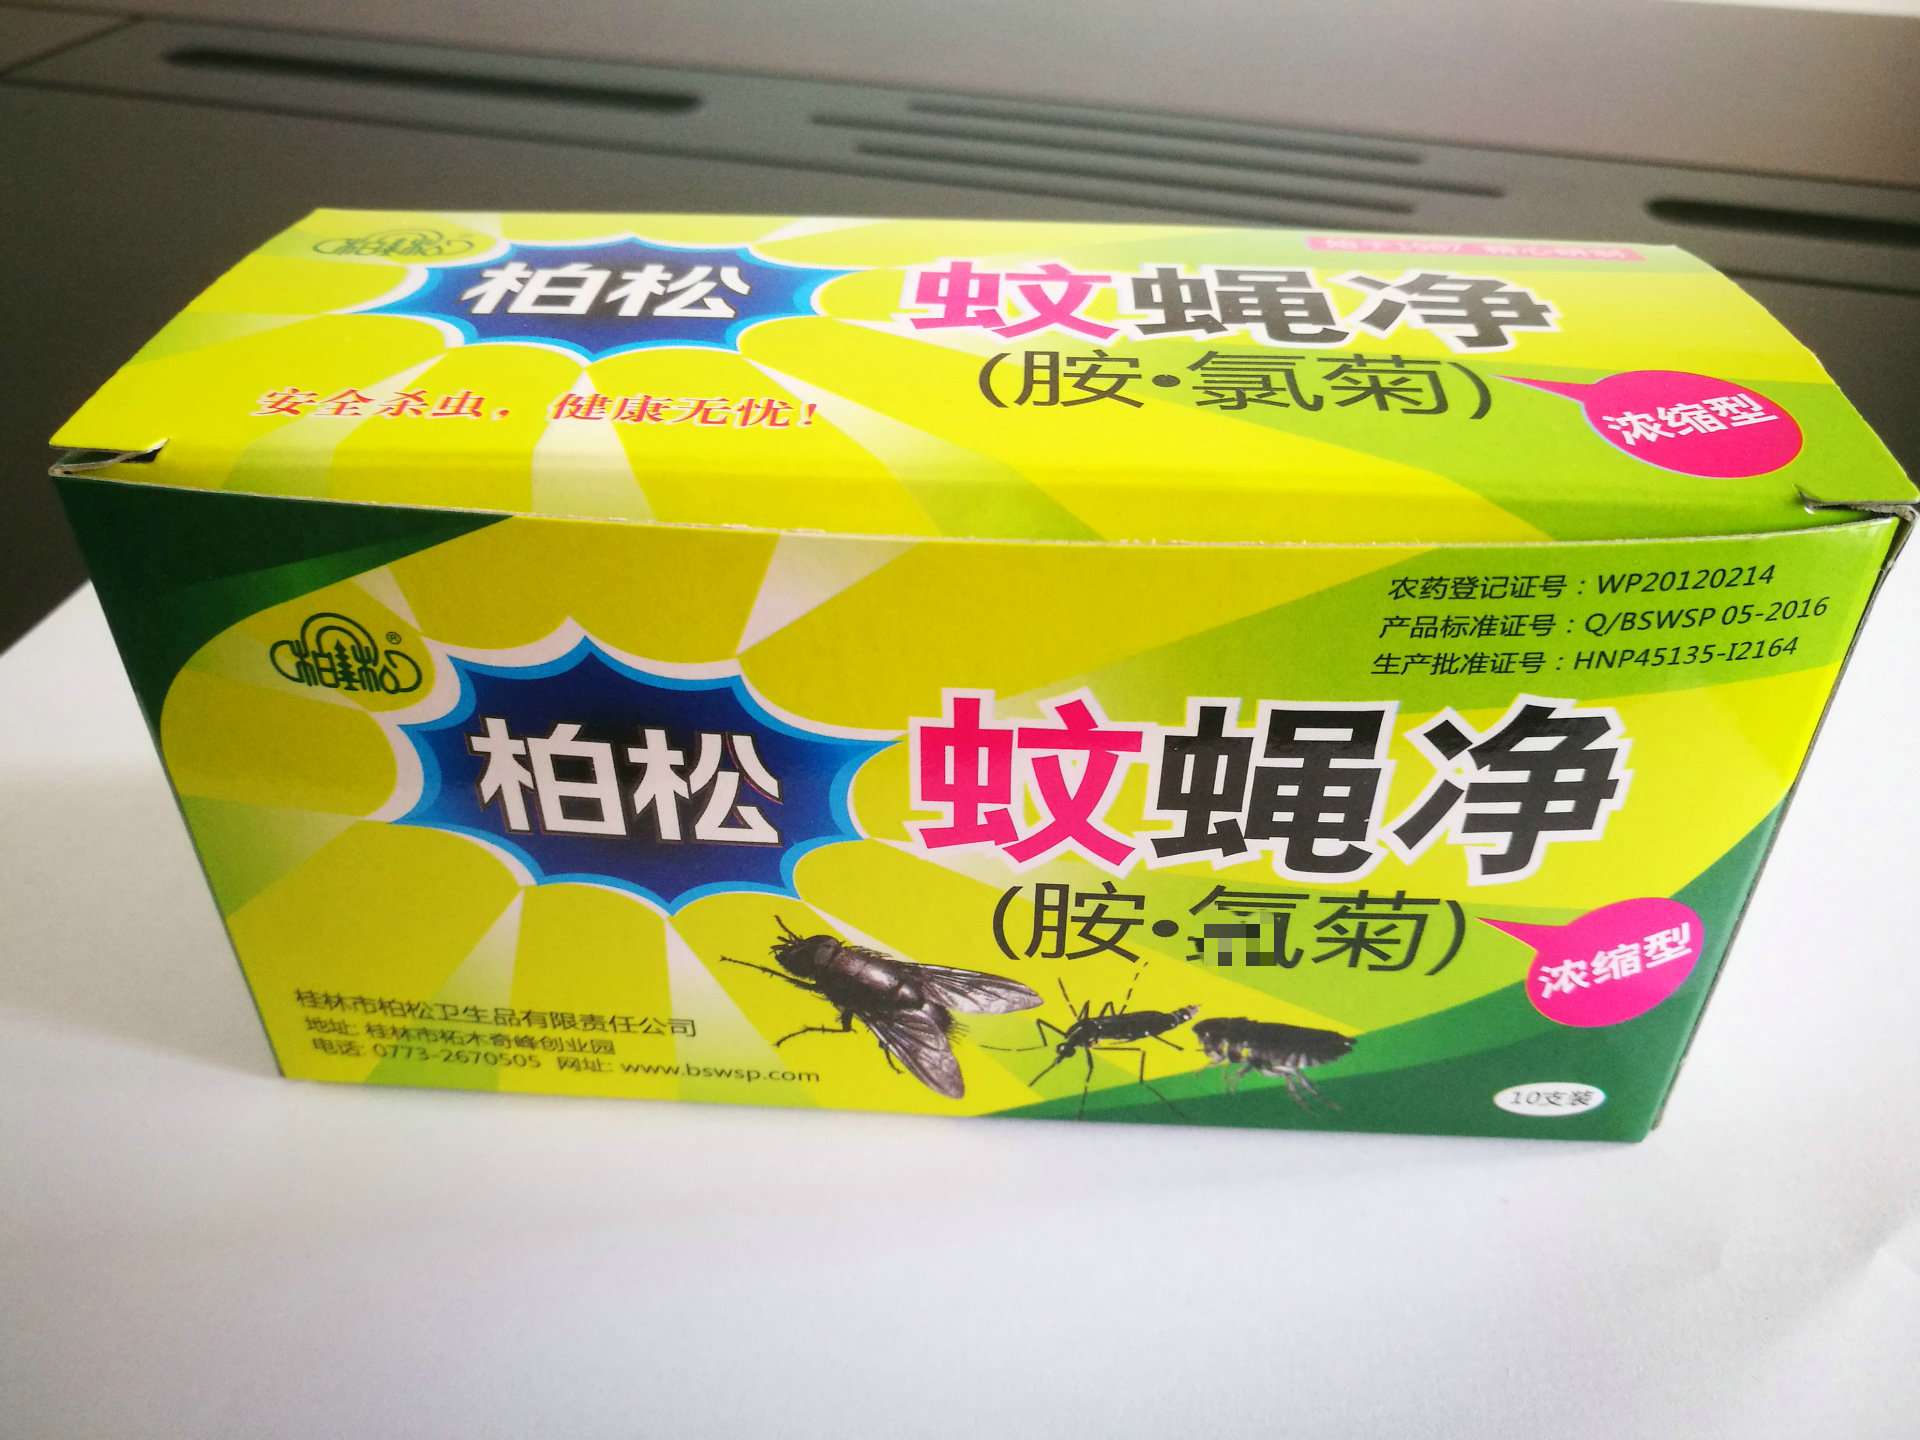 柏松
蚊蝇净
(胺·氯菊)
浓缩型
安全杀虫，健康无忧！
农药登记证号：WP20120214
产品标准证号：Q/BSWSP 05-2016
生产批准证号：HNP45135-I2164
柏松®
柏松
蚊蝇净
(胺· 菊)
浓缩型
桂林市柏松卫生品有限责任公司
地址: 桂林市柘木奇峰创业园
电话: 0773-2670505 网址: www.bswsp.com
10支装